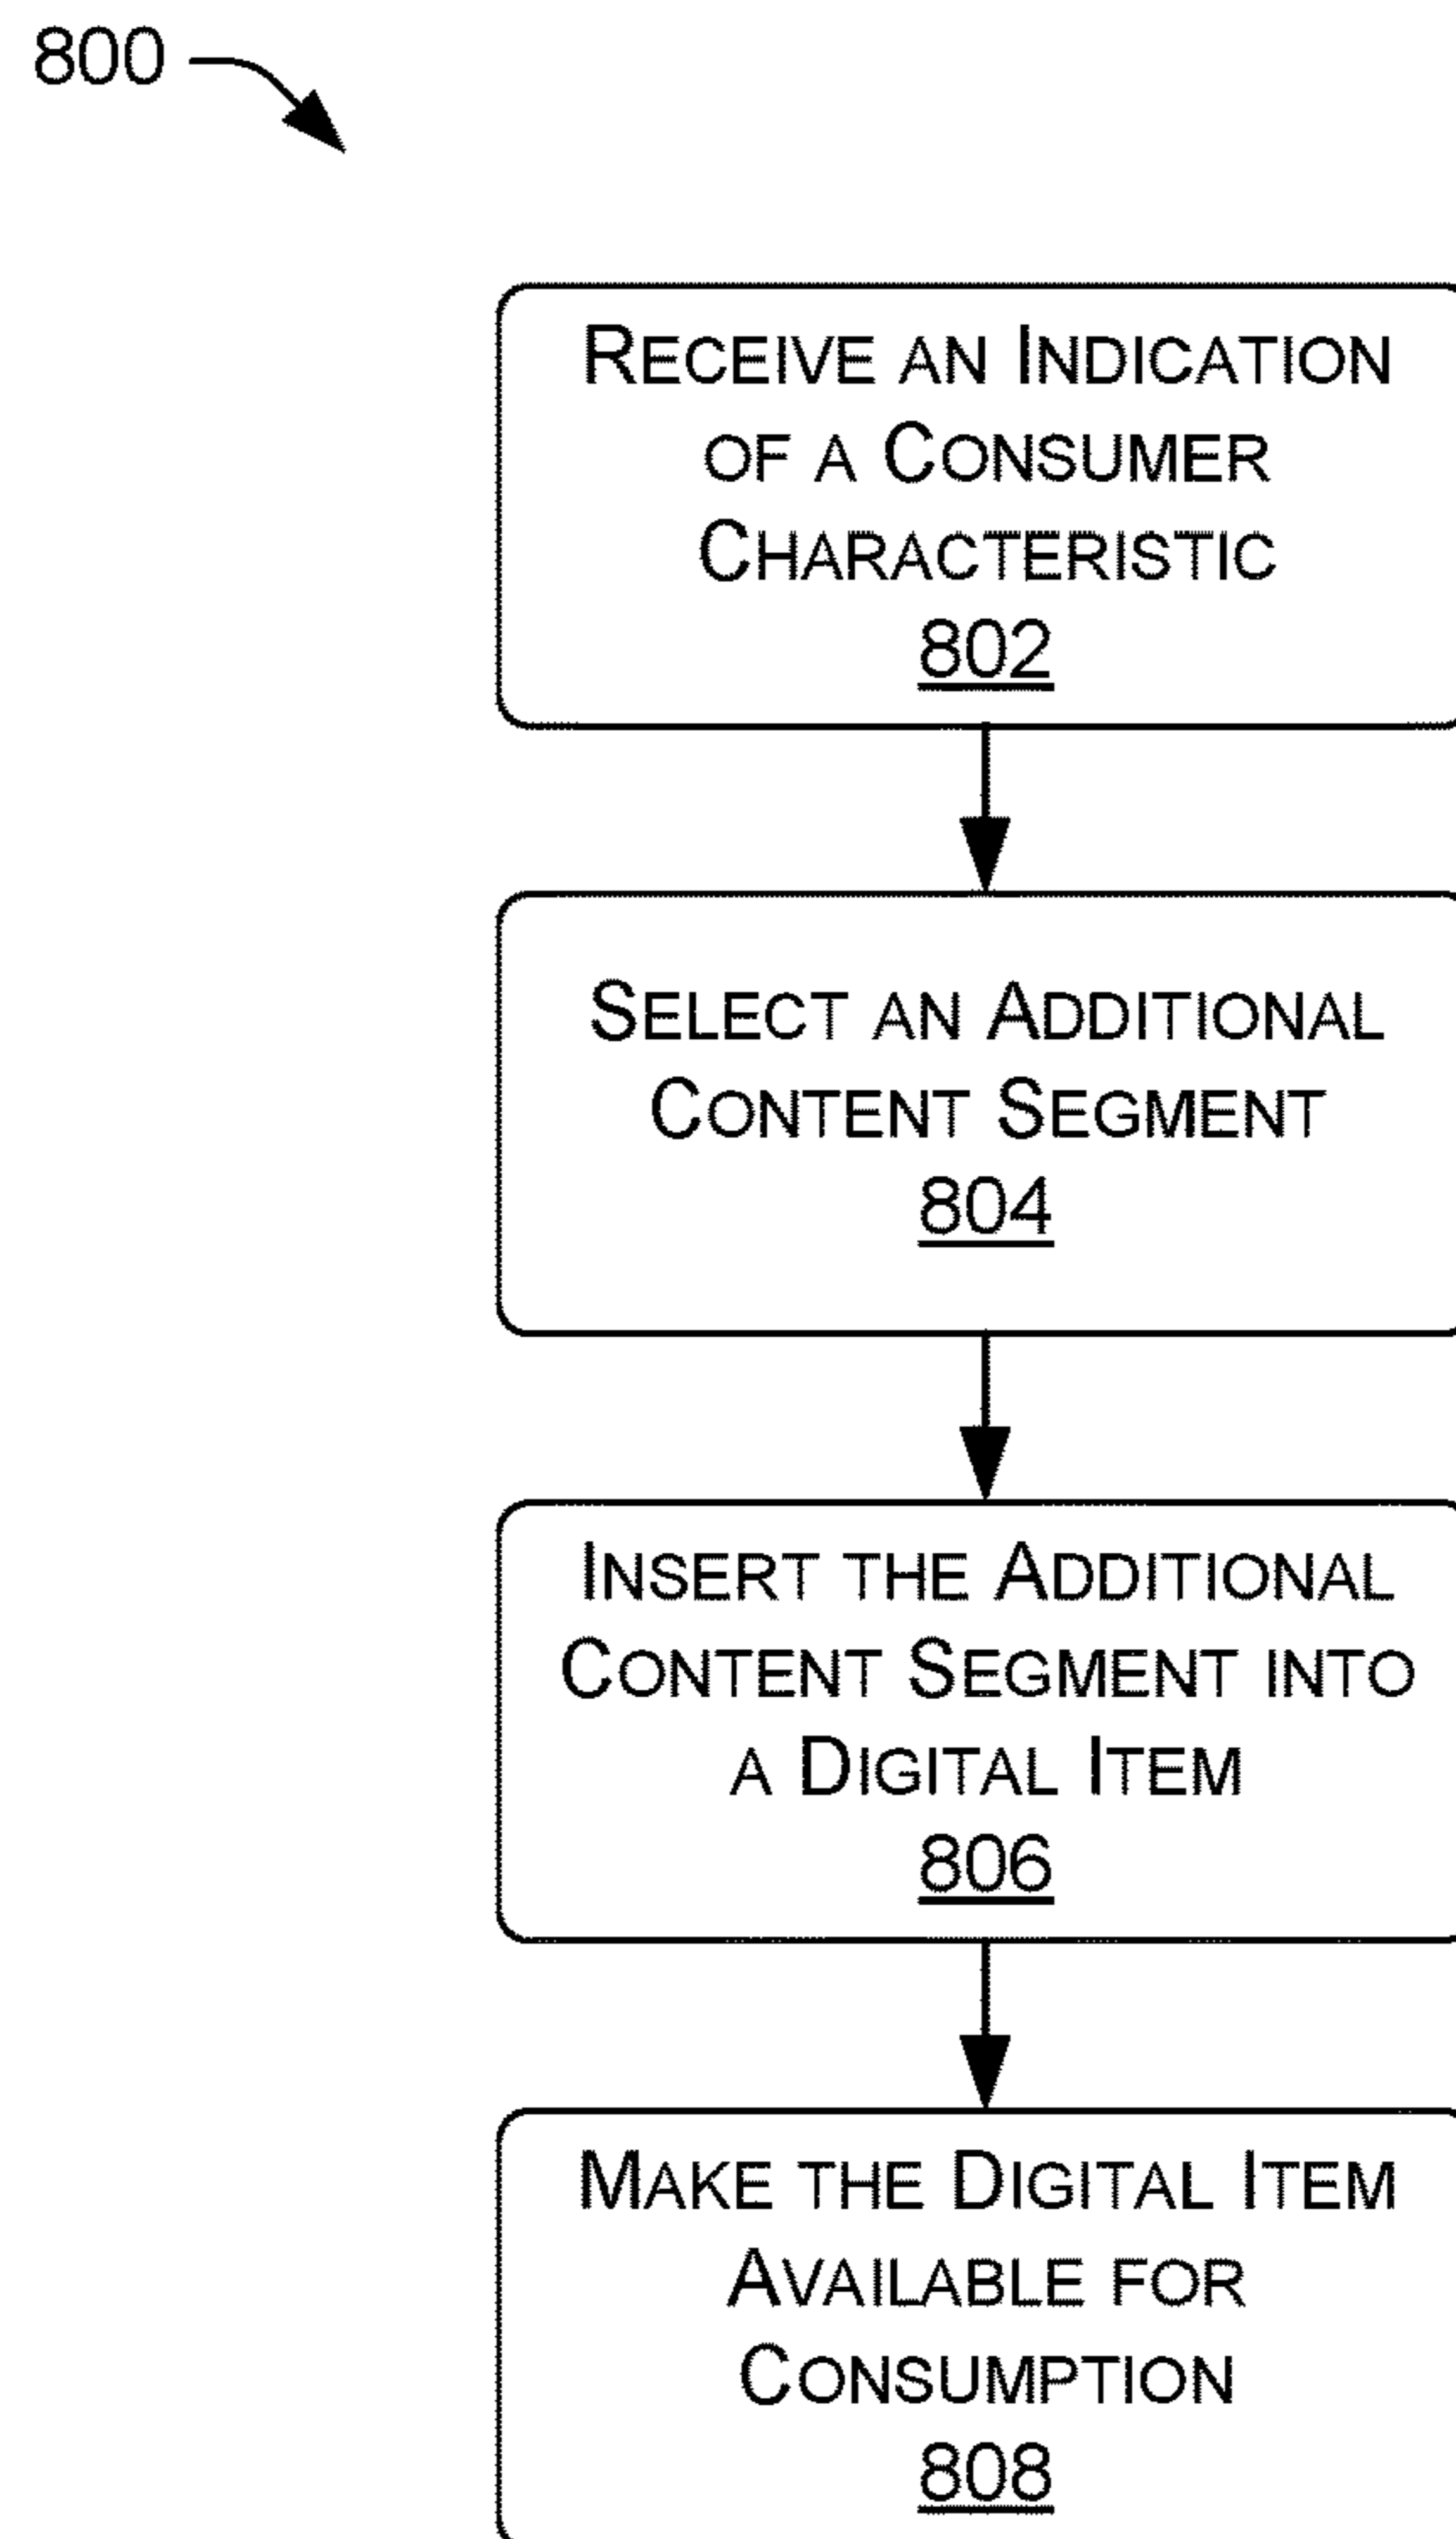 800
RECEIVE AN INDICATION
OF A CONSUMER
CHARACTERISTIC
802
SELECT AN ADDITIONAL
CONTENT SEGMENT
804
INSERT THE ADDITIONAL
CONTENT SEGMENT INTO
A DIGITAL ITEM
806
MAKE THE DIGITAL ITEM
AVAILABLE FOR
CONSUMPTION
808